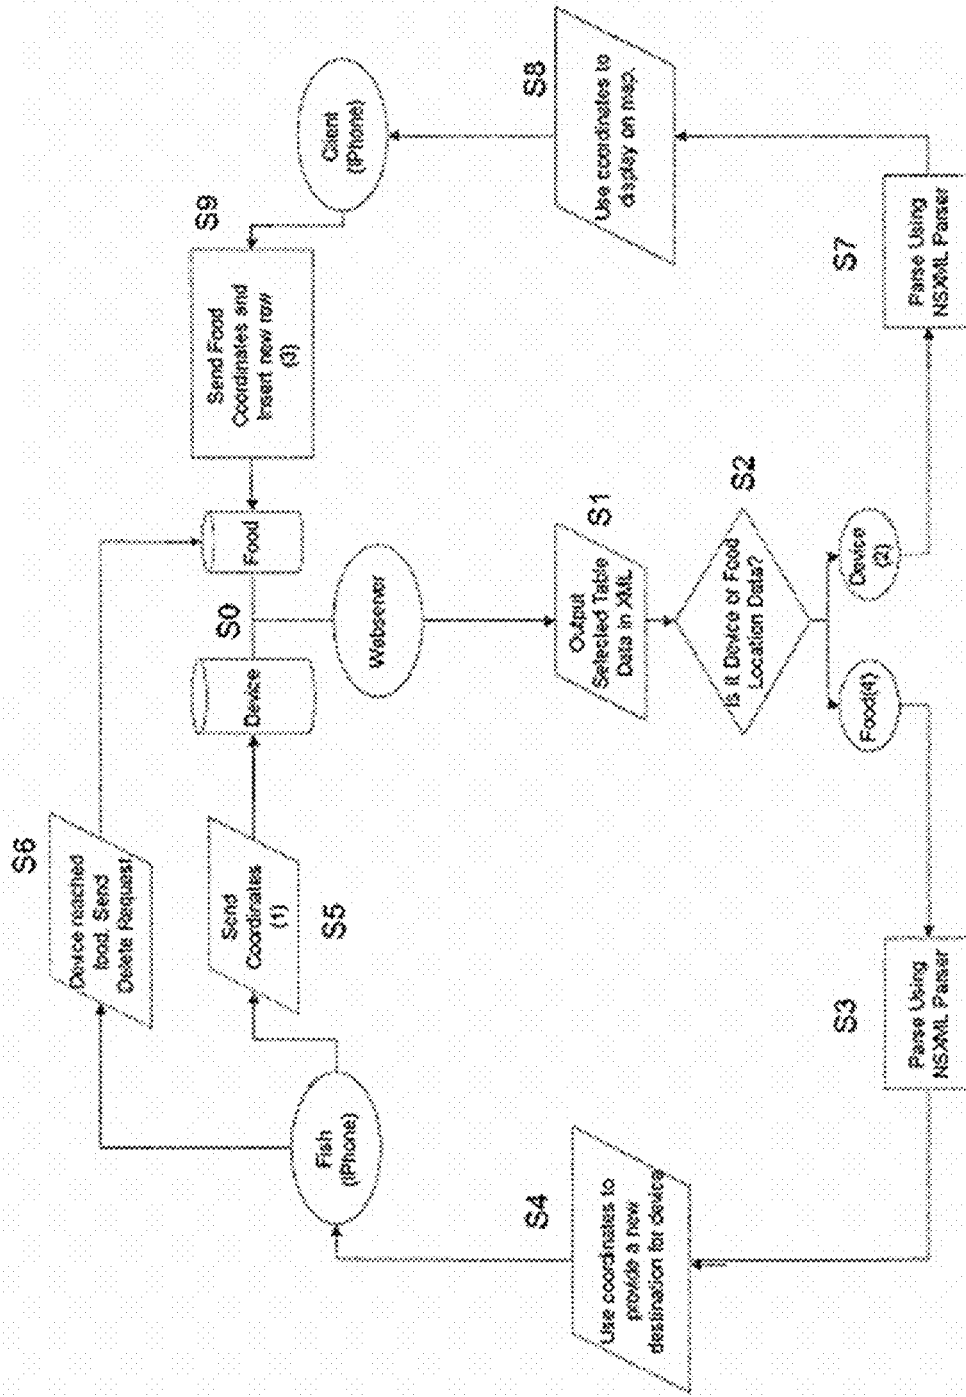 S6
Device reached
food. Send
Delete Request
S5
Send
Coordinates
(1)
Fish
(iPhone)
S4
Use coordinates to
provide a new
destination for device
S3
Parse Using
NSXML Parser
S0
Device
Food
Webserver
S1
Output
Selected Table
Data in XML
S2
Is it Device or Food
Location Data?
Food(4)
Device
(2)
S9
Send Food
Coordinates and
Insert new row
(3)
Client
(iPhone)
S8
Use coordinates to
display on map.
S7
Parse Using
NSXML Parser